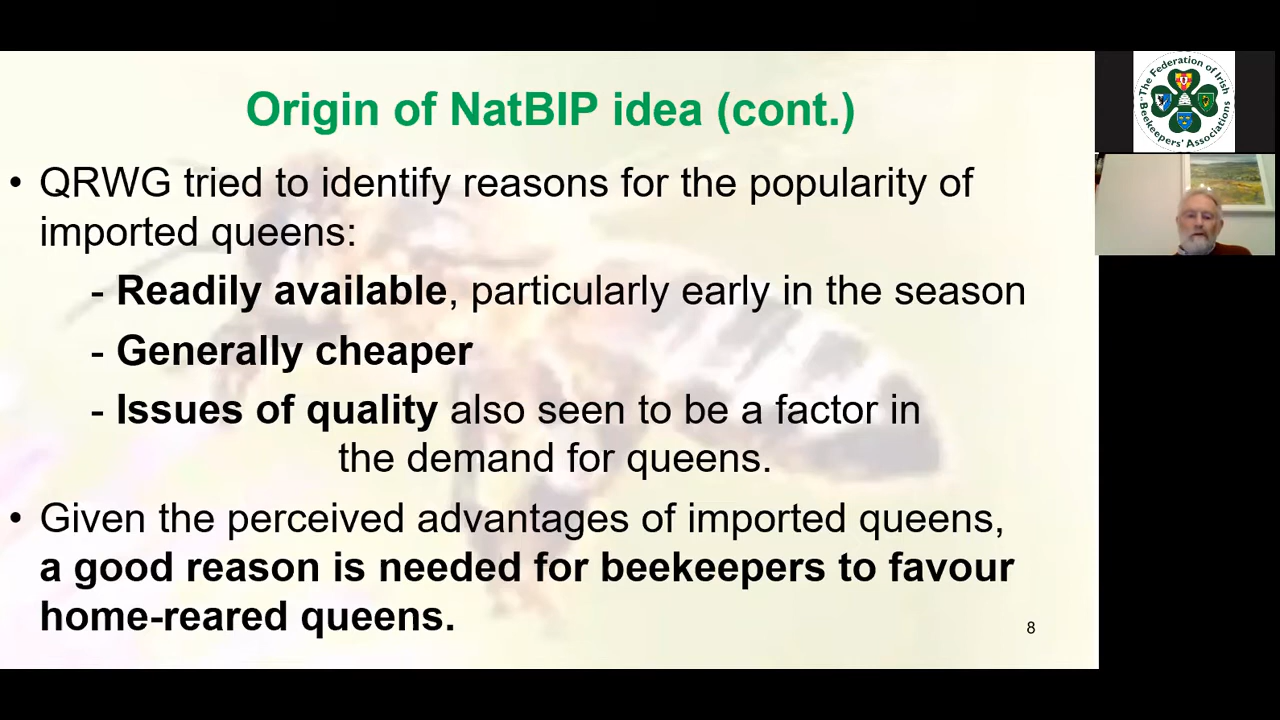 Origin of NatBIP idea (cont.)
• QRWG tried to identify reasons for the popularity of
imported queens:
- Readily available, particularly early in the season
- Generally cheaper
- Issues of quality also seen to be a factor in
the demand for queens.
• Given the perceived advantages of imported queens,
a good reason is needed for beekeepers to favour
home-reared queens.
8
The Federation of Irish
Beekeepers' Associations